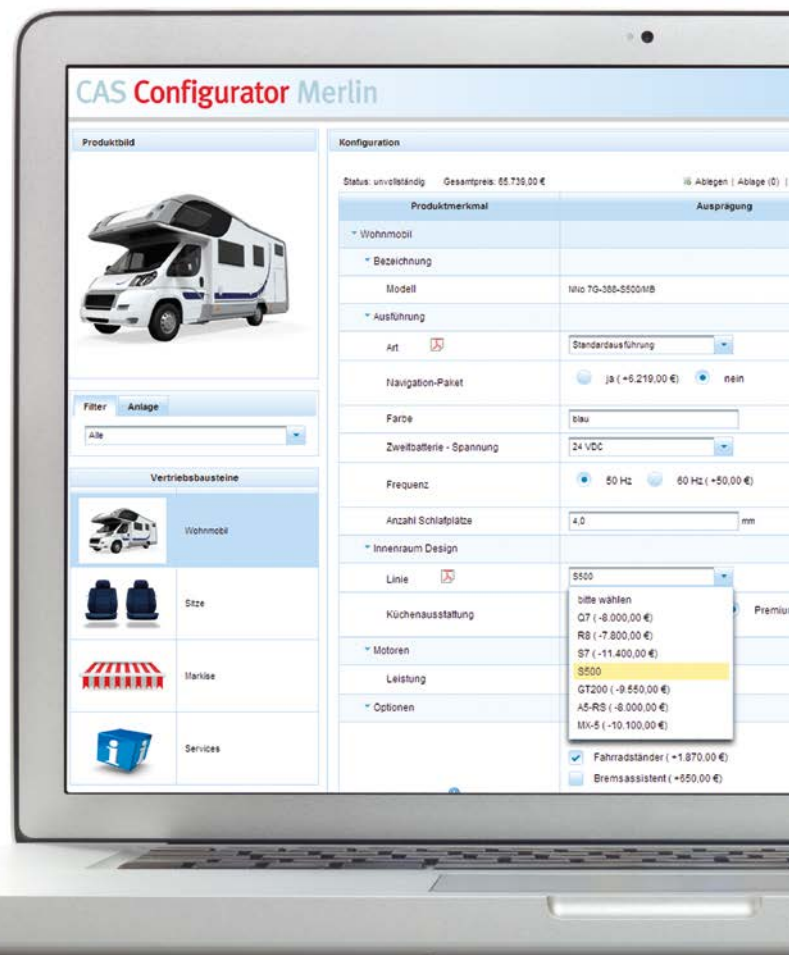 CAS Configurator Merlin
Produktbild
Filter Anlage
Alle
Vertriebsbausteine
Wohnmobil
Sitze
Markise
Services
Konfiguration
Status: unvollständig Gesamtpreis: 65.739,00 €
Ablegen | Ablage (0) |
Produktmerkmal Ausprägung
Wohnmobil
Bezeichnung
Modell 7G-388-S500/MB
Ausführung
Art Standardausführung
Navigation-Paket ja ( +6.219,00 €) nein
Farbe blau
Zweitbatterie - Spannung 24 VDC
Frequenz 50 Hz 60 Hz ( +50,00 €)
Anzahl Schlafplätze 4,0 mm
Innenraum Design
Linie S500
bitte wählen
Q7 ( -8.000,00 €)
R8 ( -7.800,00 €)
S7 ( -11.400,00 €)
S500
GT200 ( -9.550,00 €)
A5-RS ( -8.000,00 €)
MX-5 ( -10.100,00 €)
Küchenausstattung
Motoren
Leistung
Optionen
Fahrradständer ( +1.870,00 €)
Bremsassistent ( +650,00 €)